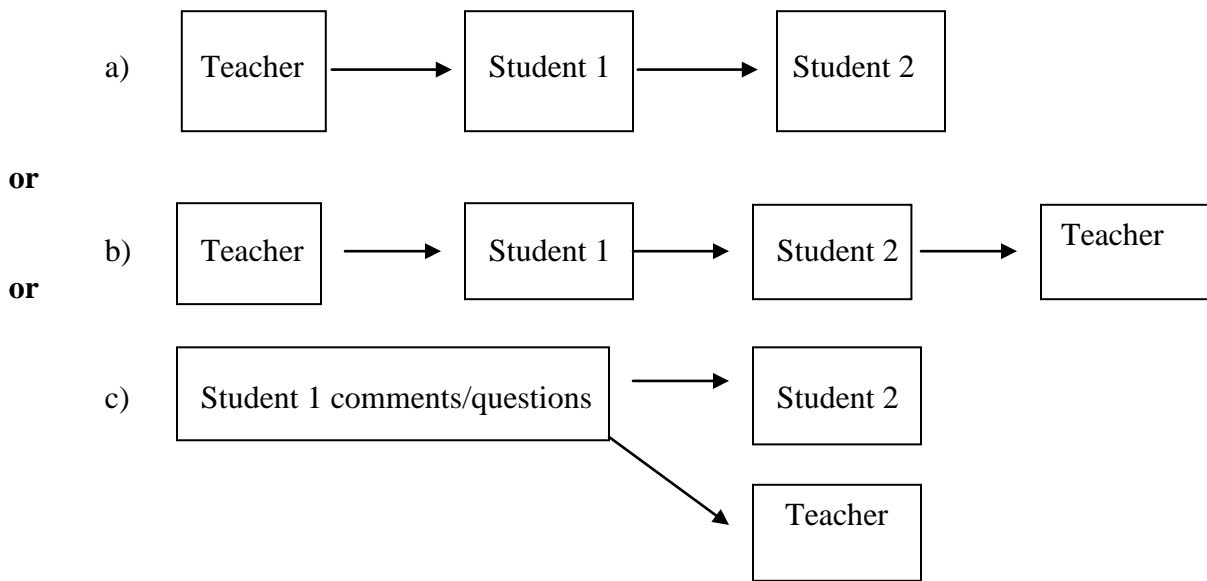 a) Teacher Student 1 Student 2
or
b) Teacher Student 1 Student 2 Teacher
or
c) Student 1 comments/questions Student 2
Teacher